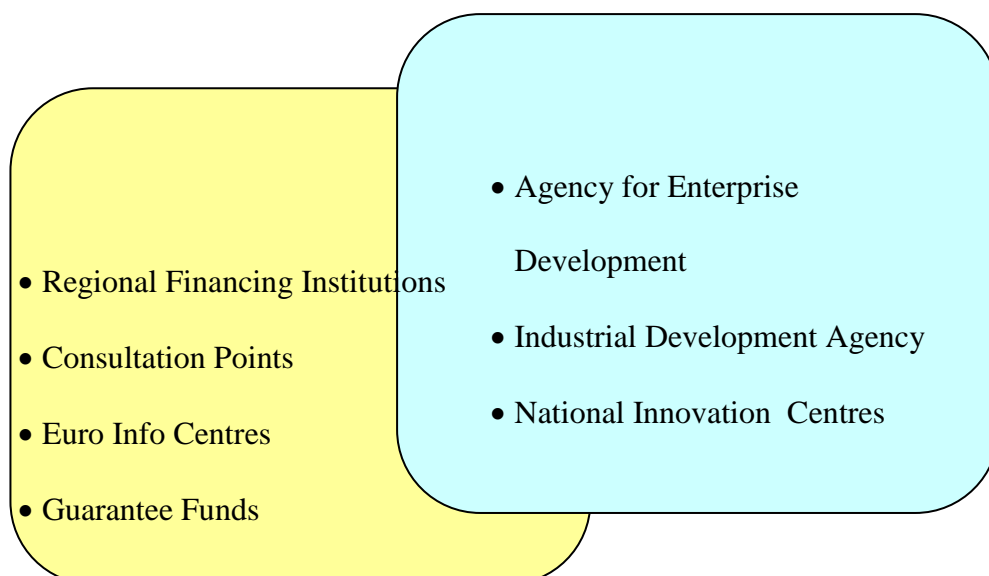 • Regional Financing Institutions
• Consultation Points
• Euro Info Centres
• Guarantee Funds
• Agency for Enterprise
Development
• Industrial Development Agency
• National Innovation  Centres